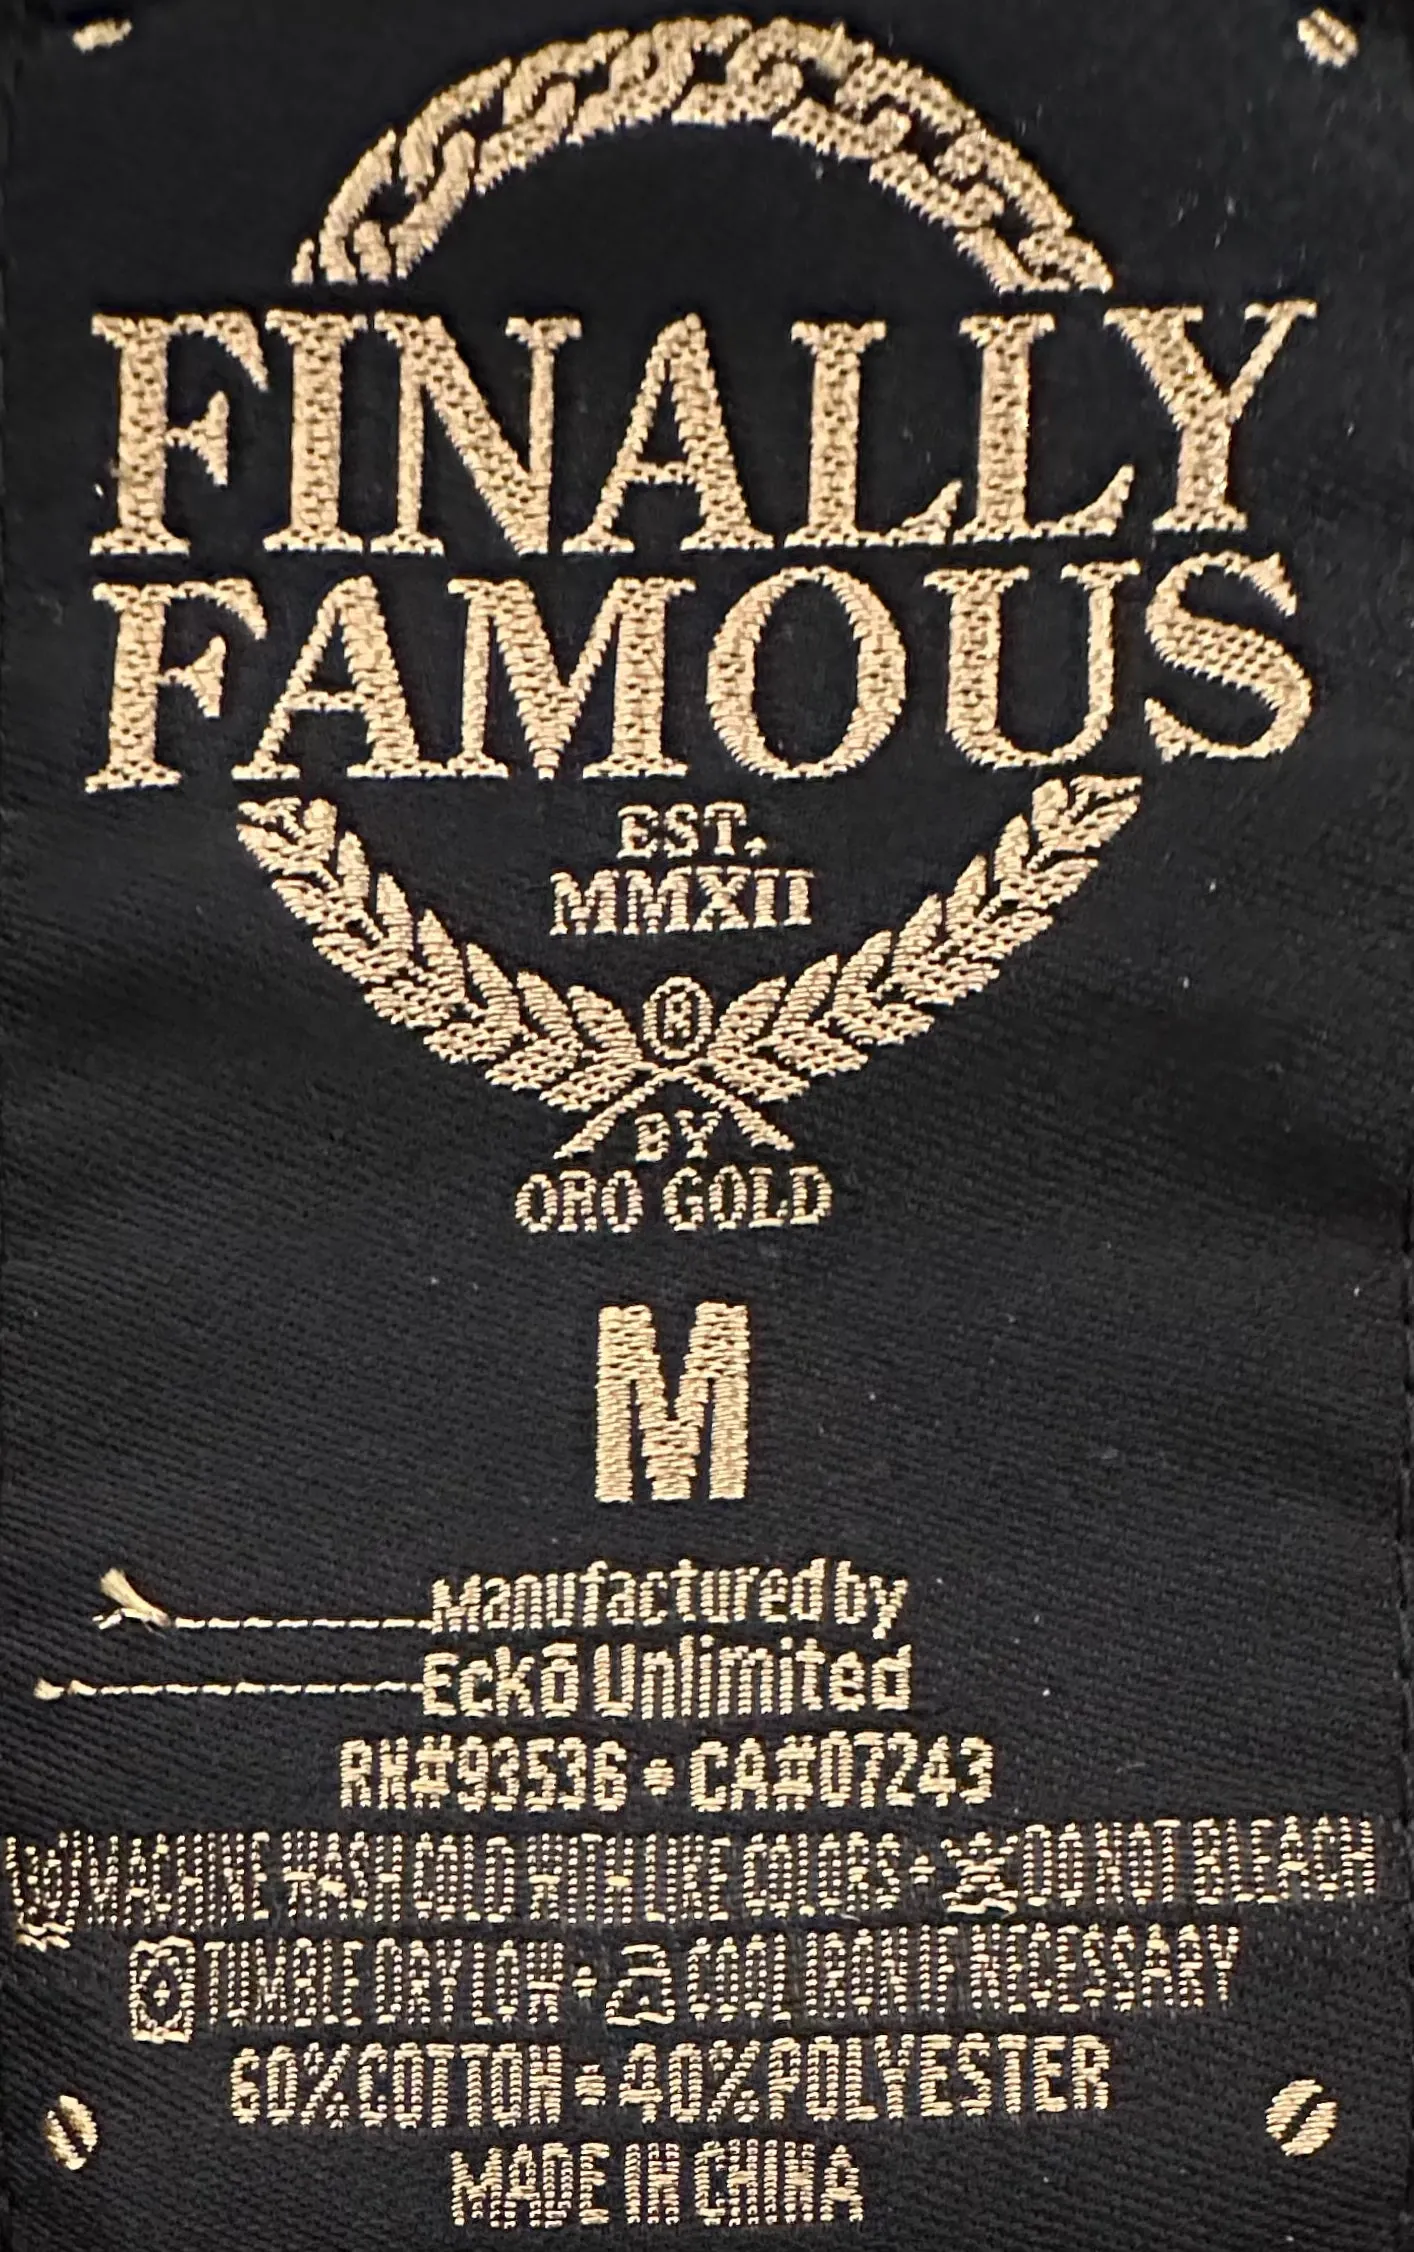 FINALLY
FAMOUS
EST.
MMXII
®
BY
ORO GOLD
M
Manufactured by
Eckō Unlimited
RN#93536 • CA#07243
MACHINE WASH COLD WITH LIKE COLORS • DO NOT BLEACH
TUMBLE DRY LOW • COOL IRON IF NECESSARY
60% COTTON • 40% POLYESTER
MADE IN CHINA